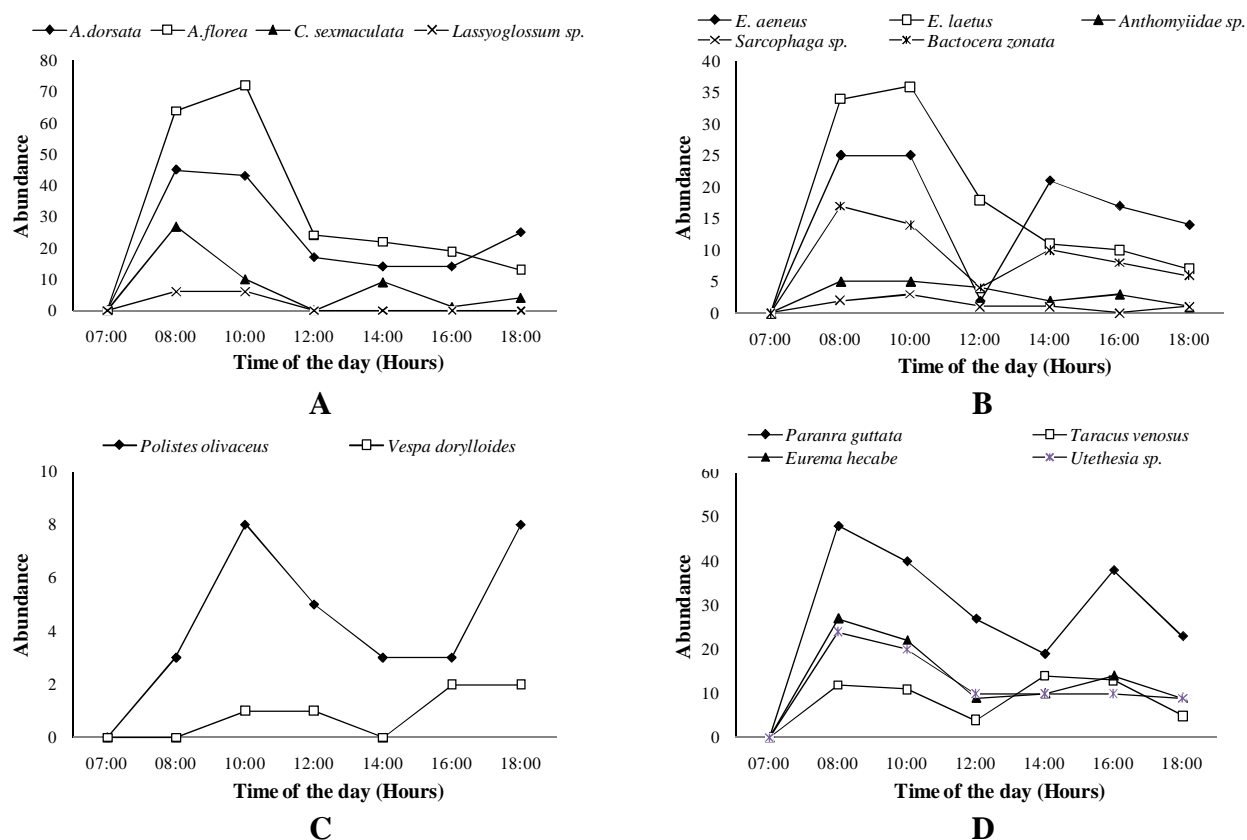 A.dorsata A.florea C. sexmaculata Lassyoglossum sp.
80
70
60
50
40
30
20
10
0
Abundance
07:00 08:00 10:00 12:00 14:00 16:00 18:00
Time of the day (Hours)
A
E. aeneus E. laetus Anthomyiidae sp.
Sarcophaga sp. Bactocera zonata
40
35
30
25
20
15
10
5
0
Abundance
07:00 08:00 10:00 12:00 14:00 16:00 18:00
Time of the day (Hours)
B
Polistes olivaceus Vespa dorylloides
10
8
6
4
2
0
Abundance
07:00 08:00 10:00 12:00 14:00 16:00 18:00
Time of the day (Hours)
C
Paranra guttata Taracus venosus
Eurema hecabe Utethesia sp.
60
50
40
30
20
10
0
Abundance
07:00 08:00 10:00 12:00 14:00 16:00 18:00
Time of the day (Hours)
D